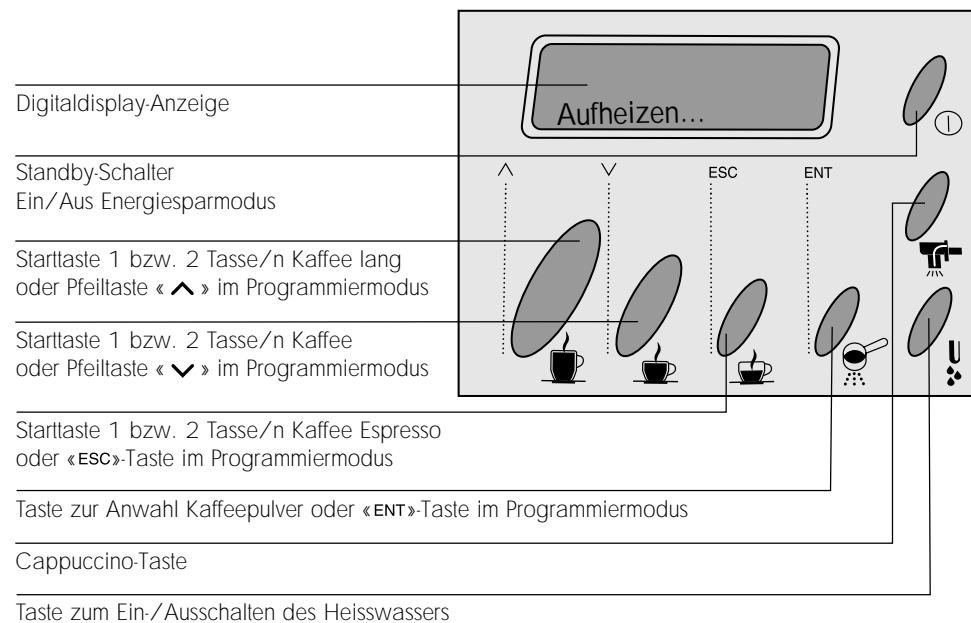 Aufheizen...
ESC
ENT
Digitaldisplay-Anzeige
Standby-Schalter
Ein/Aus Energiesparmodus
Starttaste 1 bzw. 2 Tasse/n Kaffee lang
oder Pfeiltaste « ∧ » im Programmiermodus
Starttaste 1 bzw. 2 Tasse/n Kaffee
oder Pfeiltaste « ∨ » im Programmiermodus
Starttaste 1 bzw. 2 Tasse/n Kaffee Espresso
oder «ESC»-Taste im Programmiermodus
Taste zur Anwahl Kaffeepulver oder «ENT»-Taste im Programmiermodus
Cappuccino-Taste
Taste zum Ein-/Ausschalten des Heisswassers